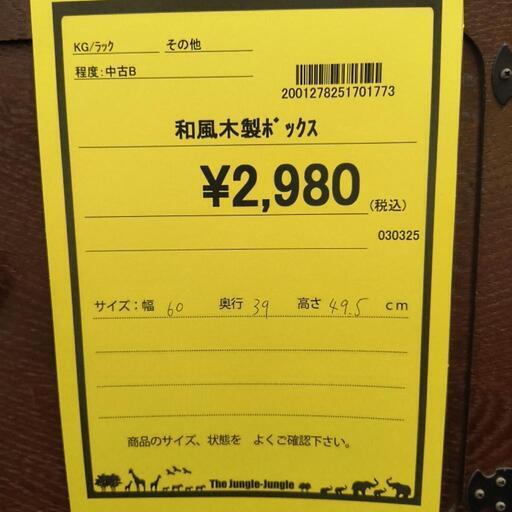 KG/ﾗｯｸ その他
程度:中古B
2001278251701773
和風木製ﾎﾞｯｸｽ
¥2,980
(税込)
030325
サイズ:幅 60 奥行 39 高さ 49.5 cm
商品のサイズ、状態を よくご確認下さい。
The Jungle-Jungle